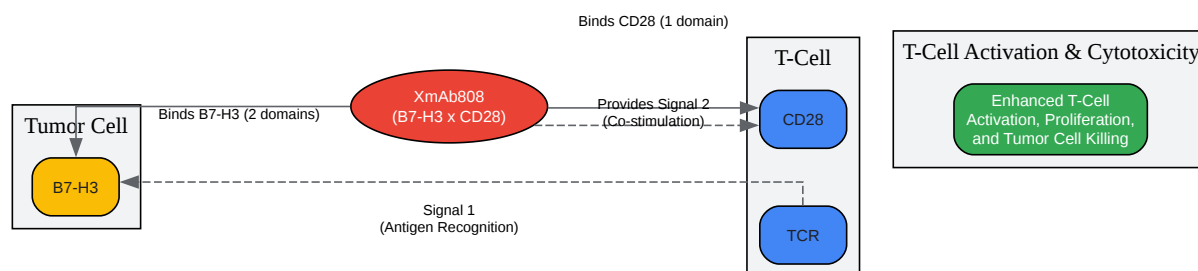 Binds CD28 (1 domain)
T-Cell
T-Cell Activation & Cytotoxicity
XmAb808
(B7-H3 x CD28)
Binds B7-H3 (2 domains)
Provides Signal 2
(Co-stimulation)
CD28
Enhanced T-Cell
Activation, Proliferation,
and Tumor Cell Killing
Tumor Cell
B7-H3
Signal 1
(Antigen Recognition)
TCR